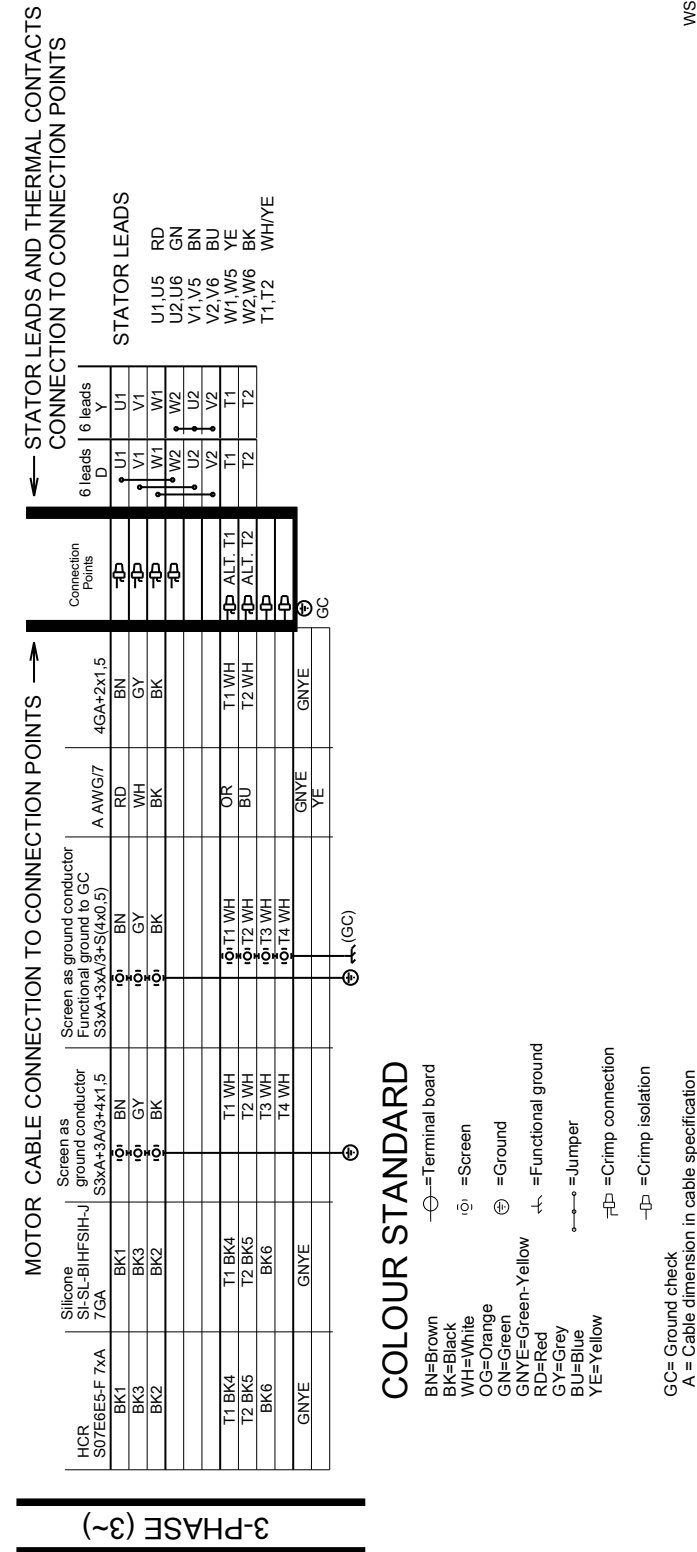 MOTOR CABLE CONNECTION TO CONNECTION POINTS
STATOR LEADS AND THERMAL CONTACTS
CONNECTION TO CONNECTION POINTS
3-PHASE (3~)
HCR
S07E6E5-F 7xA
BK1
BK3
BK2
T1 BK4
T2 BK5
BK6
GNYE
Silicone
SI-SL-BIHFSIH-J
7GA
BK1
BK3
BK2
T1 BK4
T2 BK5
BK6
GNYE
Screen as
ground conductor
S3xA+3A/3+4x1,5
BN
GY
BK
T1 WH
T2 WH
T3 WH
T4 WH
Screen as ground conductor
Functional ground to GC
S3xA+3xA/3+S(4x0,5)
BN
GY
BK
T1 WH
T2 WH
T3 WH
T4 WH
(GC)
A AWG/7
RD
WH
BK
OR
BU
GNYE
YE
4GA+2x1,5
BN
GY
BK
T1 WH
T2 WH
GNYE
Connection
Points
ALT. T1
ALT. T2
GC
6 leads
D
U1
V1
W1
W2
U2
V2
T1
T2
6 leads
Y
U1
V1
W1
W2
U2
V2
T1
T2
STATOR LEADS
U1,U5 RD
U2,U6 GN
V1,V5 BN
V2,V6 BU
W1,W5 YE
W2,W6 BK
T1,T2 WH/YE
COLOUR STANDARD
BN=Brown
BK=Black
WH=White
OG=Orange
GN=Green
GNYE=Green-Yellow
RD=Red
GY=Grey
BU=Blue
YE=Yellow
=Terminal board
=Screen
=Ground
=Functional ground
=Jumper
=Crimp connection
=Crimp isolation
GC= Ground check
A = Cable dimension in cable specification
WS